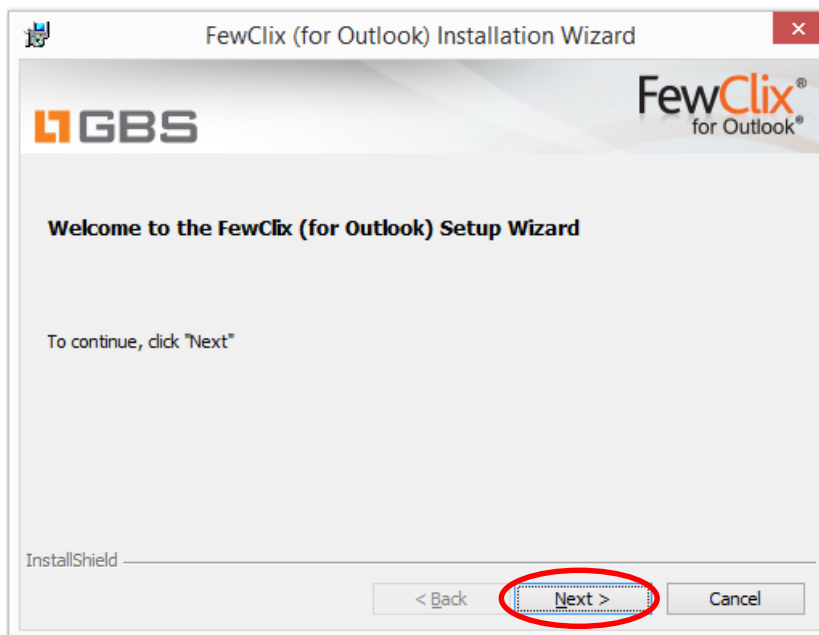 FewClix (for Outlook) Installation Wizard
GBS
FewClix®
for Outlook®
Welcome to the FewClix (for Outlook) Setup Wizard
To continue, click "Next"
InstallShield
< Back Next > Cancel